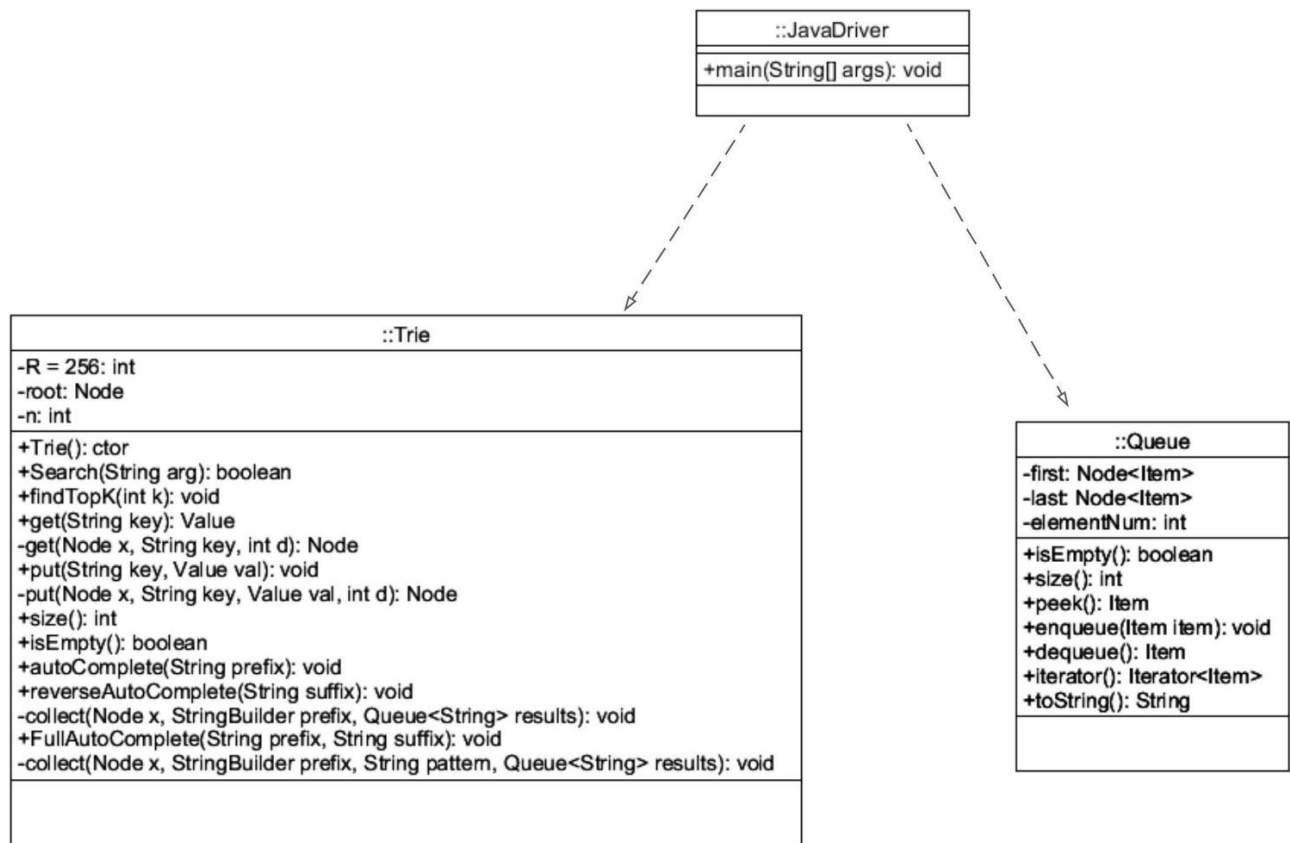 ::JavaDriver
+main(String[] args): void
::Trie
-R = 256: int
-root: Node
-n: int
+Trie(): ctor
+Search(String arg): boolean
+findTopK(int k): void
+get(String key): Value
-get(Node x, String key, int d): Node
+put(String key, Value val): void
-put(Node x, String key, Value val, int d): Node
+size(): int
+isEmpty(): boolean
+autoComplete(String prefix): void
+reverseAutoComplete(String suffix): void
-collect(Node x, StringBuilder prefix, Queue<String> results): void
+FullAutoComplete(String prefix, String suffix): void
-collect(Node x, StringBuilder prefix, String pattern, Queue<String> results): void
::Queue
-first: Node<Item>
-last: Node<Item>
-elementNum: int
+isEmpty(): boolean
+size(): int
+peek(): Item
+enqueue(Item item): void
+dequeue(): Item
+iterator(): Iterator<Item>
+toString(): String